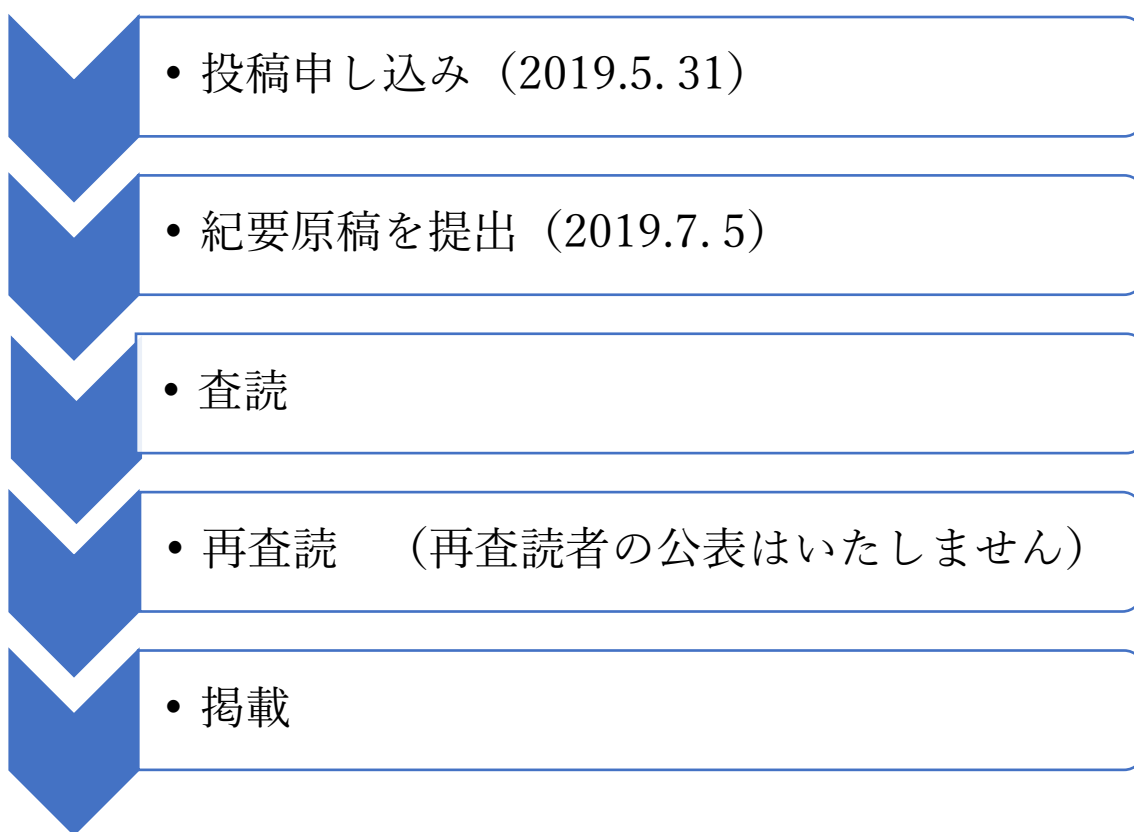 • 投稿申し込み（2019.5. 31）
• 紀要原稿を提出（2019.7. 5）
• 査読
• 再査読　（再査読者の公表はいたしません）
• 掲載